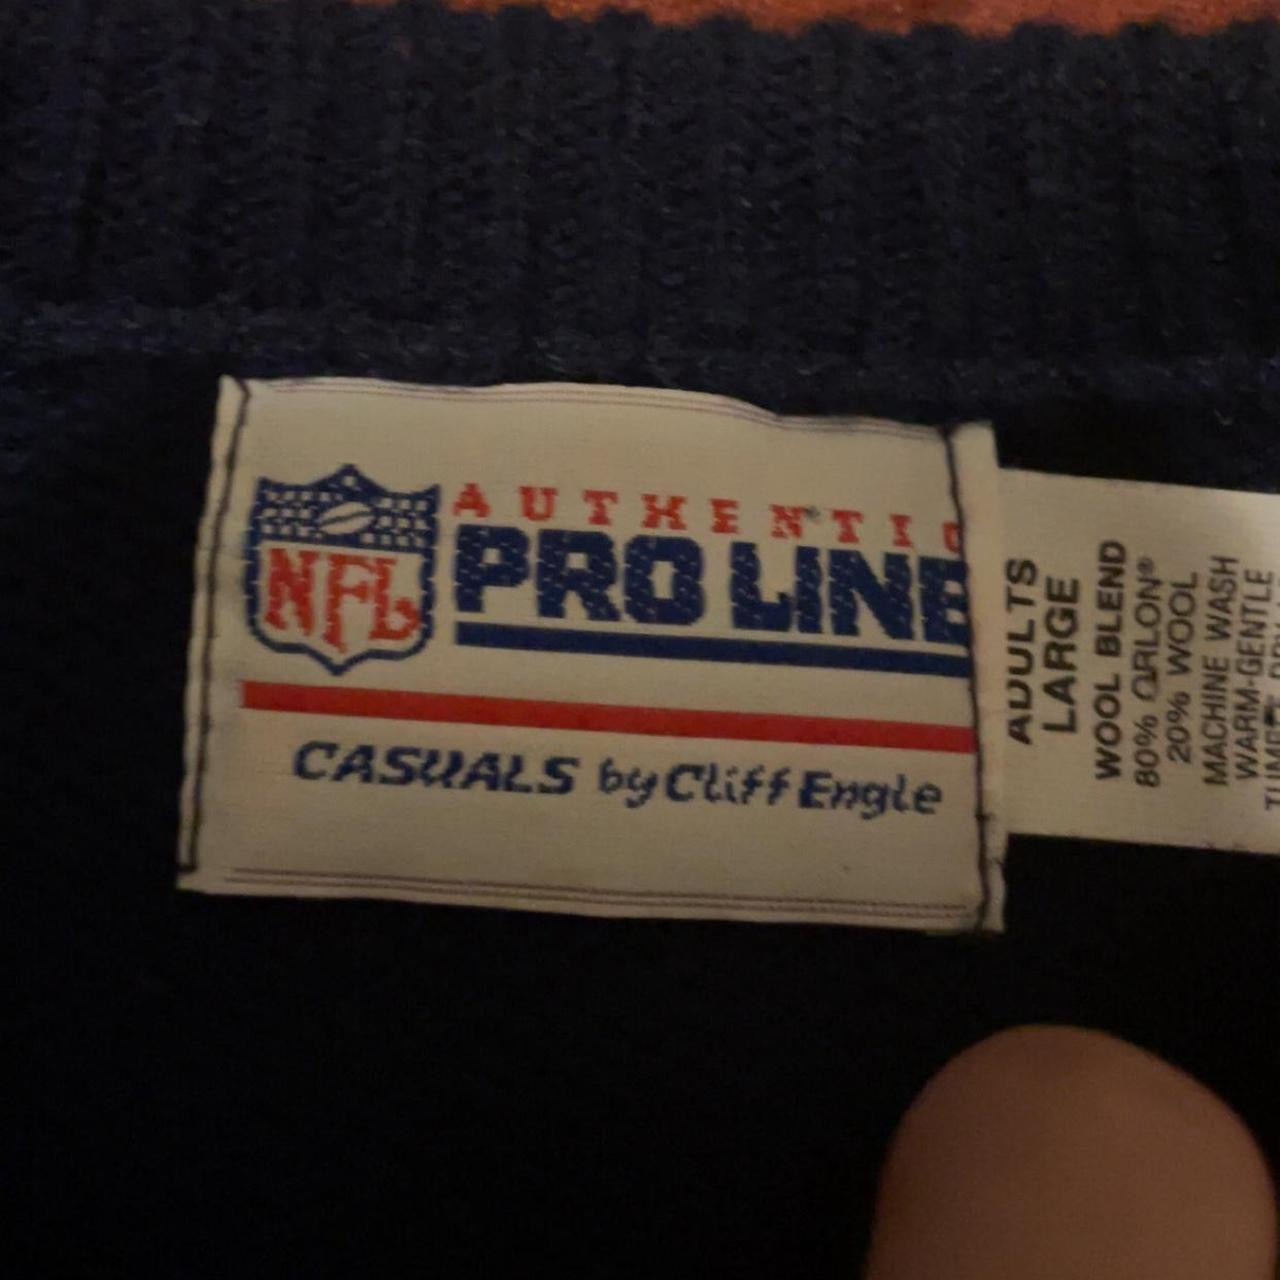 NFL
AUTHENTIC
PRO LINE
CASUALS by Cliff Engle
ADULTS
LARGE
WOOL BLEND
80% ORLON®
20% WOOL
MACHINE WASH
WARM-GENTLE